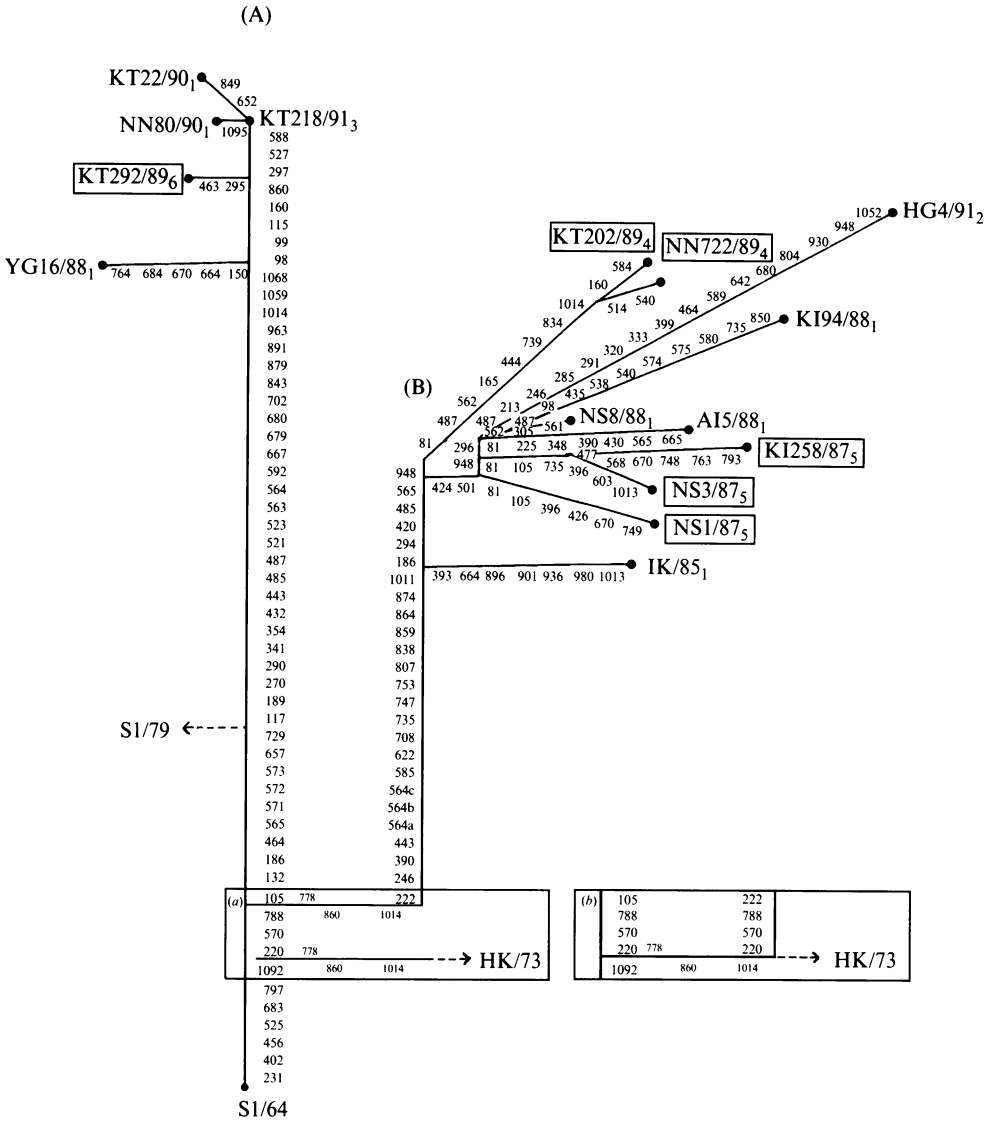 (A)
KT22/90₁
849
652
NN80/90₁
1095
KT218/91₃
588
527
297
860
160
115
99
98
1068
1059
1014
963
891
879
843
702
680
679
667
592
564
563
523
521
487
485
443
432
354
341
290
270
189
117
729
657
573
572
571
565
464
186
132
KT292/89₆
463 295
YG16/88₁
764 684 670 664 150
S1/79
(B)
81 487 562 165 444 739 834 1014
160 584
KT202/89₄
514 540
NN722/89₄
296
948
487 213 246 285 291 320 333 399 464 589 642 680 804 930 948 1052
HG4/91₂
562 487 98 435 538 540 574 575 580 735 850
KI94/88₁
305 561
NS8/88₁
81 225 348 390 430 565 665
AI5/88₁
81 105 735
477 568 670 748 763 793
KI258/87₅
396 603 1013
NS3/87₅
424 501
81 105 396 426 670 749
NS1/87₅
393 664 896 901 936 980 1013
IK/85₁
948
565
485
420
294
186
1011
874
864
859
838
807
753
747
735
708
622
585
564c
564b
564a
443
390
246
(a)
105 778 222
788 860 1014
570
220 778
1092 860 1014
HK/73
(b)
105 222
788 788
570 570
220 778 220
1092 860 1014
HK/73
797
683
525
456
402
231
S1/64